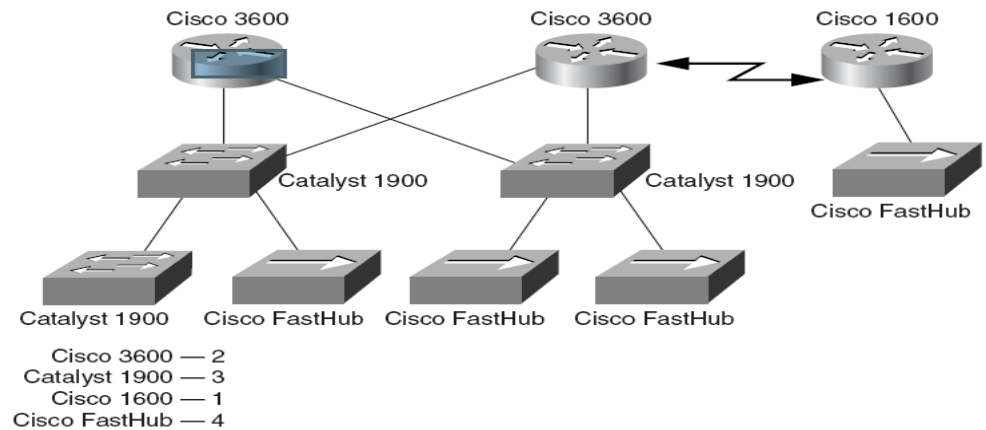 Cisco 3600
Cisco 3600
Cisco 1600
Catalyst 1900
Catalyst 1900
Cisco FastHub
Catalyst 1900
Cisco FastHub
Cisco FastHub
Cisco FastHub
Cisco 3600 — 2
Catalyst 1900 — 3
Cisco 1600 — 1
Cisco FastHub — 4